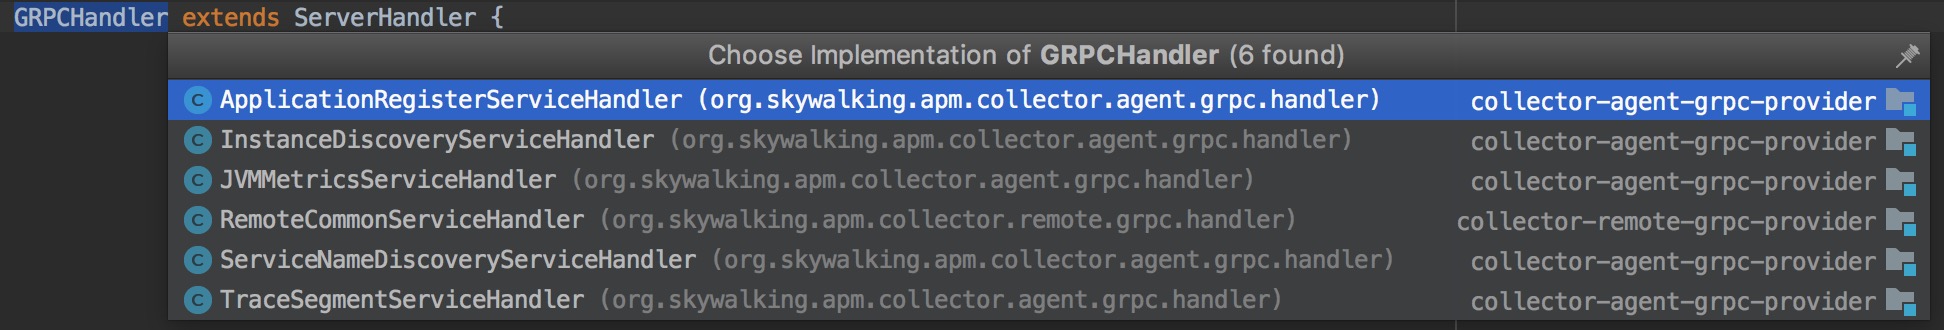 GRPCHandler extends ServerHandler {
Choose Implementation of GRPCHandler (6 found)
C ApplicationRegisterServiceHandler (org.skywalking.apm.collector.agent.grpc.handler) collector-agent-grpc-provider
C InstanceDiscoveryServiceHandler (org.skywalking.apm.collector.agent.grpc.handler) collector-agent-grpc-provider
C JVMMetricsServiceHandler (org.skywalking.apm.collector.agent.grpc.handler) collector-agent-grpc-provider
C RemoteCommonServiceHandler (org.skywalking.apm.collector.remote.grpc.handler) collector-remote-grpc-provider
C ServiceNameDiscoveryServiceHandler (org.skywalking.apm.collector.agent.grpc.handler) collector-agent-grpc-provider
C TraceSegmentServiceHandler (org.skywalking.apm.collector.agent.grpc.handler) collector-agent-grpc-provider